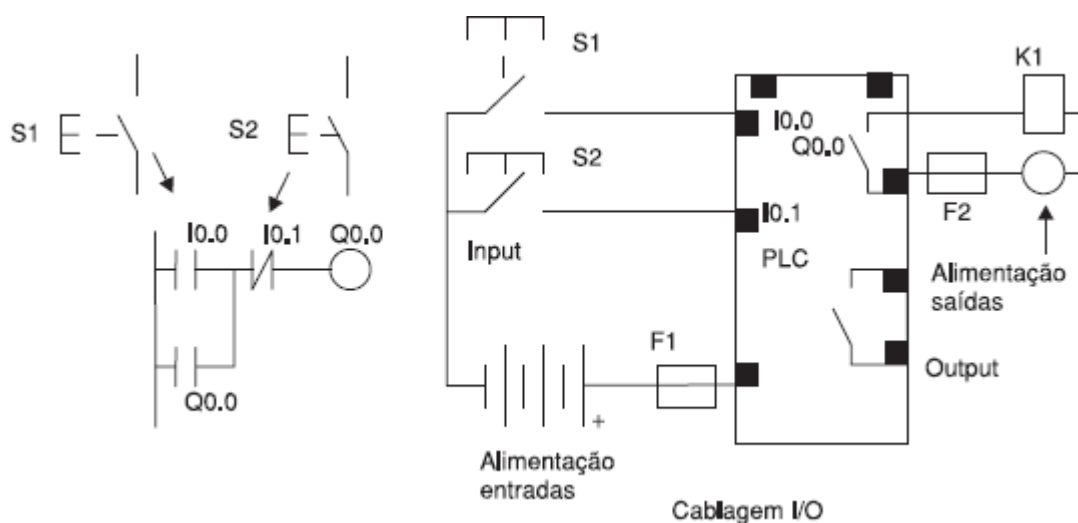 S1
S2
I0.0
I0.1
Q0.0
Q0.0
S1
S2
Input
F1
+
Alimentação
entradas
I0.0
Q0.0
I0.1
PLC
K1
F2
Alimentação
saídas
Output
Cablagem I/O